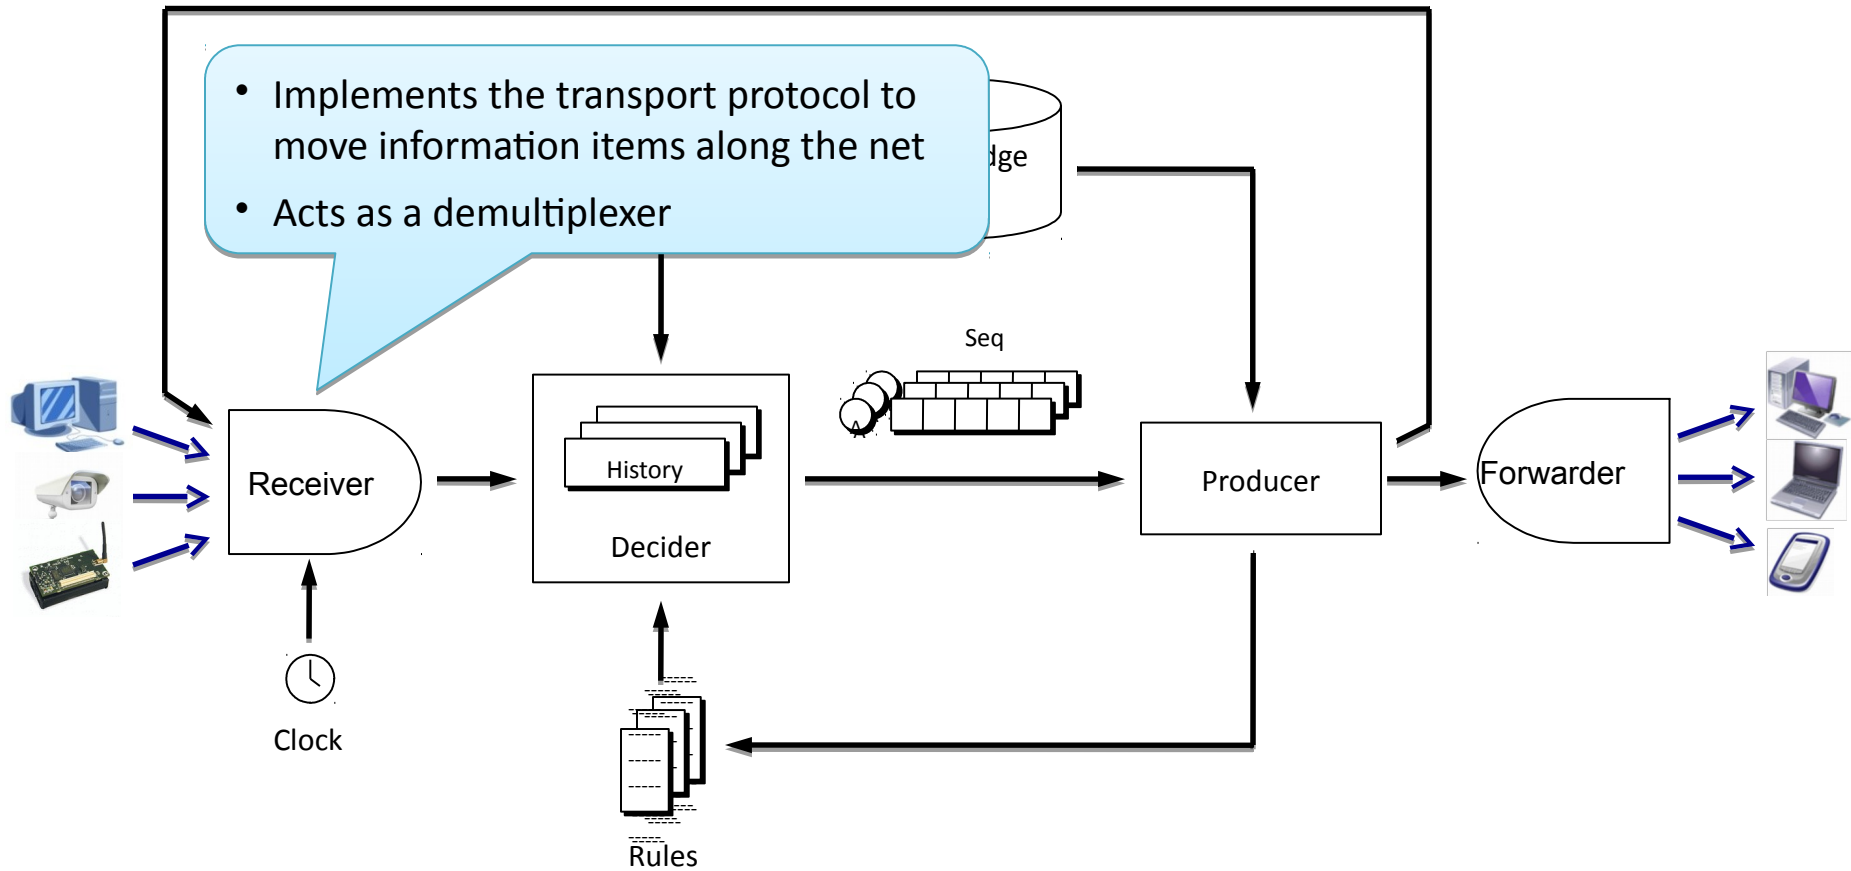 • Implements the transport protocol to
move information items along the net
• Acts as a demultiplexer
dge
Seq
A
History
Receiver
Decider
Producer
Forwarder
Clock
Rules